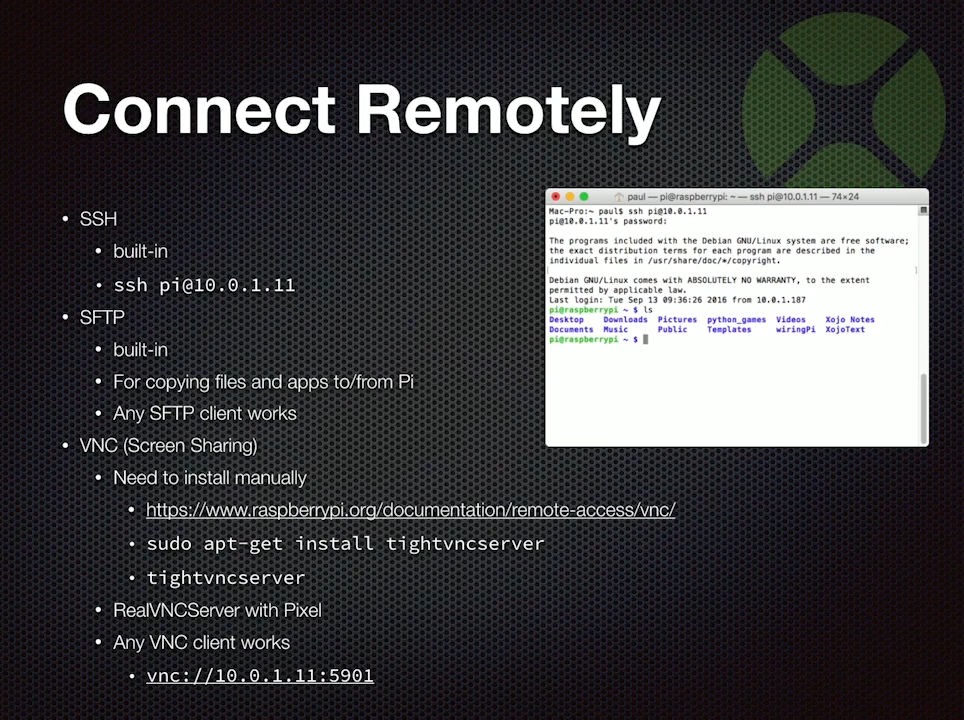 Connect Remotely
• SSH
• built-in
• ssh pi@10.0.1.11
• SFTP
• built-in
• For copying files and apps to/from Pi
• Any SFTP client works
• VNC (Screen Sharing)
• Need to install manually
• https://www.raspberrypi.org/documentation/remote-access/vnc/
• sudo apt-get install tightvncserver
• tightvncserver
• RealVNCServer with Pixel
• Any VNC client works
• vnc://10.0.1.11:5901
paul — pi@raspberrypi: ~ — ssh pi@10.0.1.11 — 74×24
Mac-Pro:~ paul$ ssh pi@10.0.1.11
pi@10.0.1.11's password:
The programs included with the Debian GNU/Linux system are free software;
the exact distribution terms for each program are described in the
individual files in /usr/share/doc/*/copyright.
Debian GNU/Linux comes with ABSOLUTELY NO WARRANTY, to the extent
permitted by applicable law.
Last login: Tue Sep 13 09:36:26 2016 from 10.0.1.187
pi@raspberrypi ~ $ ls
Desktop Downloads Pictures python_games Videos Xojo Notes
Documents Music Public Templates wiringPi XojoText
pi@raspberrypi ~ $